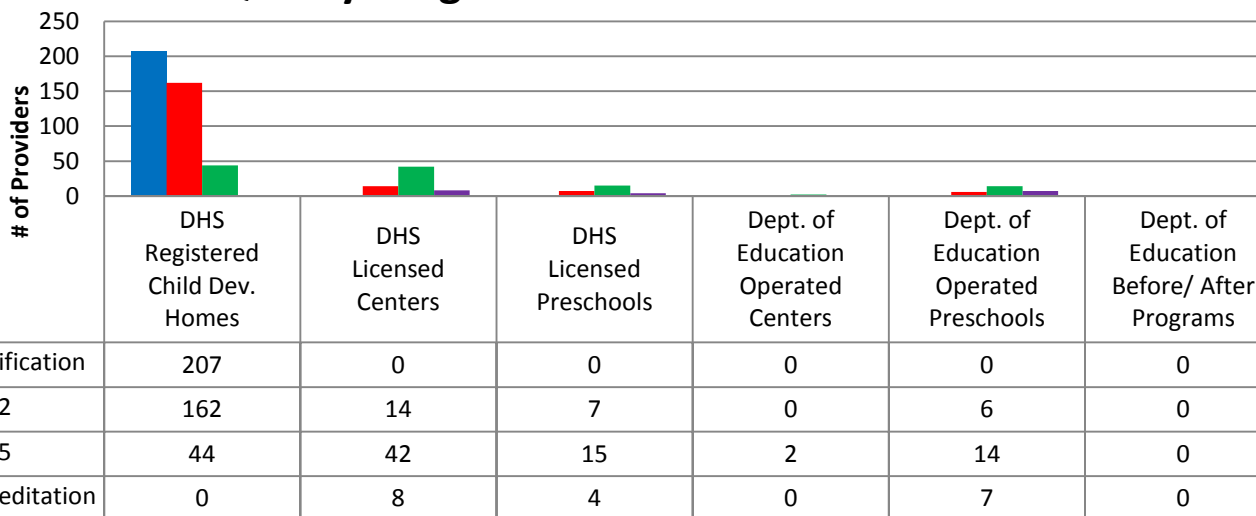 250
200
150
100
50
0
# of Providers
DHS
Registered
Child Dev.
Homes
DHS
Licensed
Centers
DHS
Licensed
Preschools
Dept. of
Education
Operated
Centers
Dept. of
Education
Operated
Preschools
Dept. of
Education
Before/ After
Programs
ification 207 0 0 0 0 0
2 162 14 7 0 6 0
5 44 42 15 2 14 0
editation 0 8 4 0 7 0